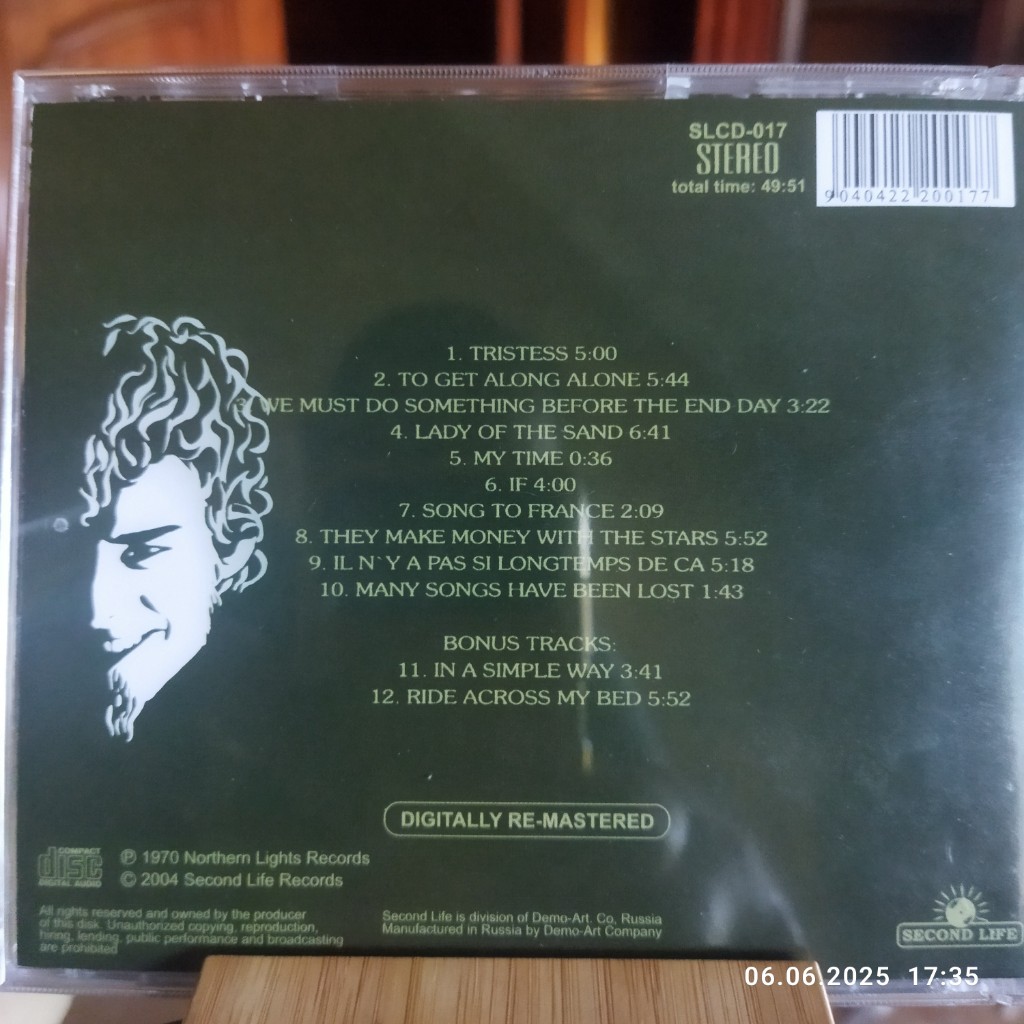 SLCD-017
STEREO
total time: 49:51
9 040422 200177
1. TRISTESS 5:00
2. TO GET ALONG ALONE 5:44
3. WE MUST DO SOMETHING BEFORE THE END DAY 3:22
4. LADY OF THE SAND 6:41
5. MY TIME 0:36
6. IF 4:00
7. SONG TO FRANCE 2:09
8. THEY MAKE MONEY WITH THE STARS 5:52
9. IL N`Y A PAS SI LONGTEMPS DE CA 5:18
10. MANY SONGS HAVE BEEN LOST 1:43
BONUS TRACKS:
11. IN A SIMPLE WAY 3:41
12. RIDE ACROSS MY BED 5:52
DIGITALLY RE-MASTERED
COMPACT
disc
DIGITAL AUDIO
℗ 1970 Northern Lights Records
© 2004 Second Life Records
All rights reserved and owned by the producer
of this disk. Unauthorized copying, reproduction,
hiring, lending, public performance and broadcasting
are prohibited
Second Life is division of Demo-Art. Co, Russia
Manufactured in Russia by Demo-Art Company
SECOND LIFE
06.06.2025 17:35